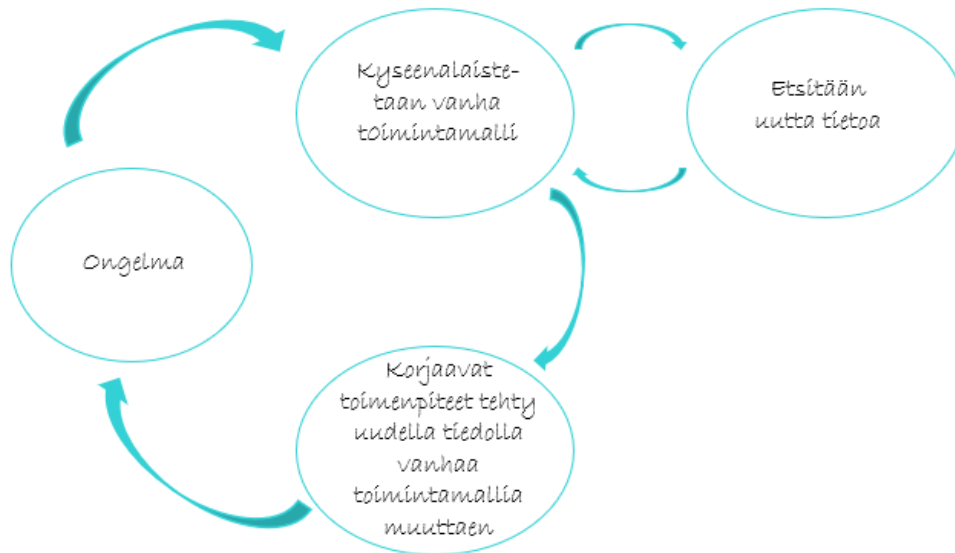 Kyseenalaiste-
taan vanha
tOimintamalli
Etsitään
uutta tietoa
Ongelma
Korjaavat
toimenpiteet tehty
uudella tiedolla
vanhaa
toimintamallia
muuttaen